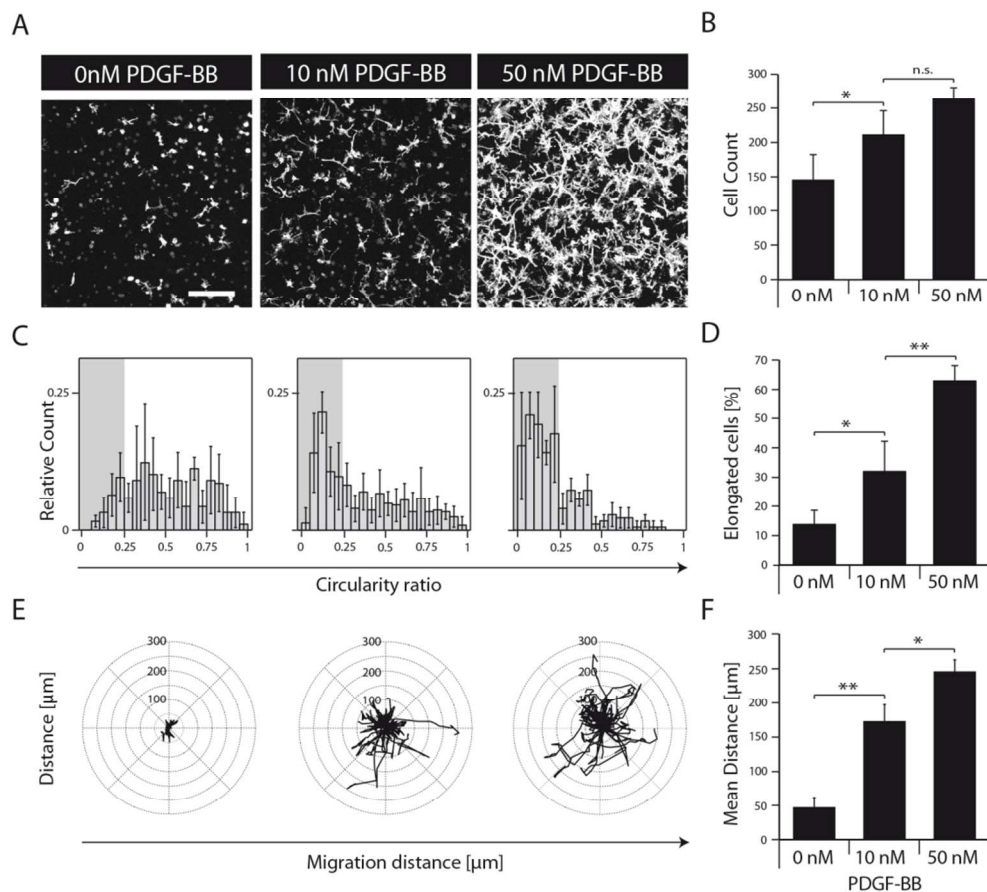 A
0nM PDGF-BB
10 nM PDGF-BB
50 nM PDGF-BB
B
Cell Count
300
250
200
150
100
50
0
*
n.s.
0 nM
10 nM
50 nM
C
Relative Count
0.25
0
0
0.25
0.5
0.75
1
0.25
0
0.25
0.5
0.75
1
0.25
0
0.25
0.5
0.75
1
Circularity ratio
D
Elongated cells [%]
70
60
50
40
30
20
10
0
*
**
0 nM
10 nM
50 nM
E
Distance [µm]
300
200
100
300
200
100
300
200
100
Migration distance [µm]
F
Mean Distance [µm]
300
250
200
150
100
50
0
**
*
0 nM
10 nM
50 nM
PDGF-BB